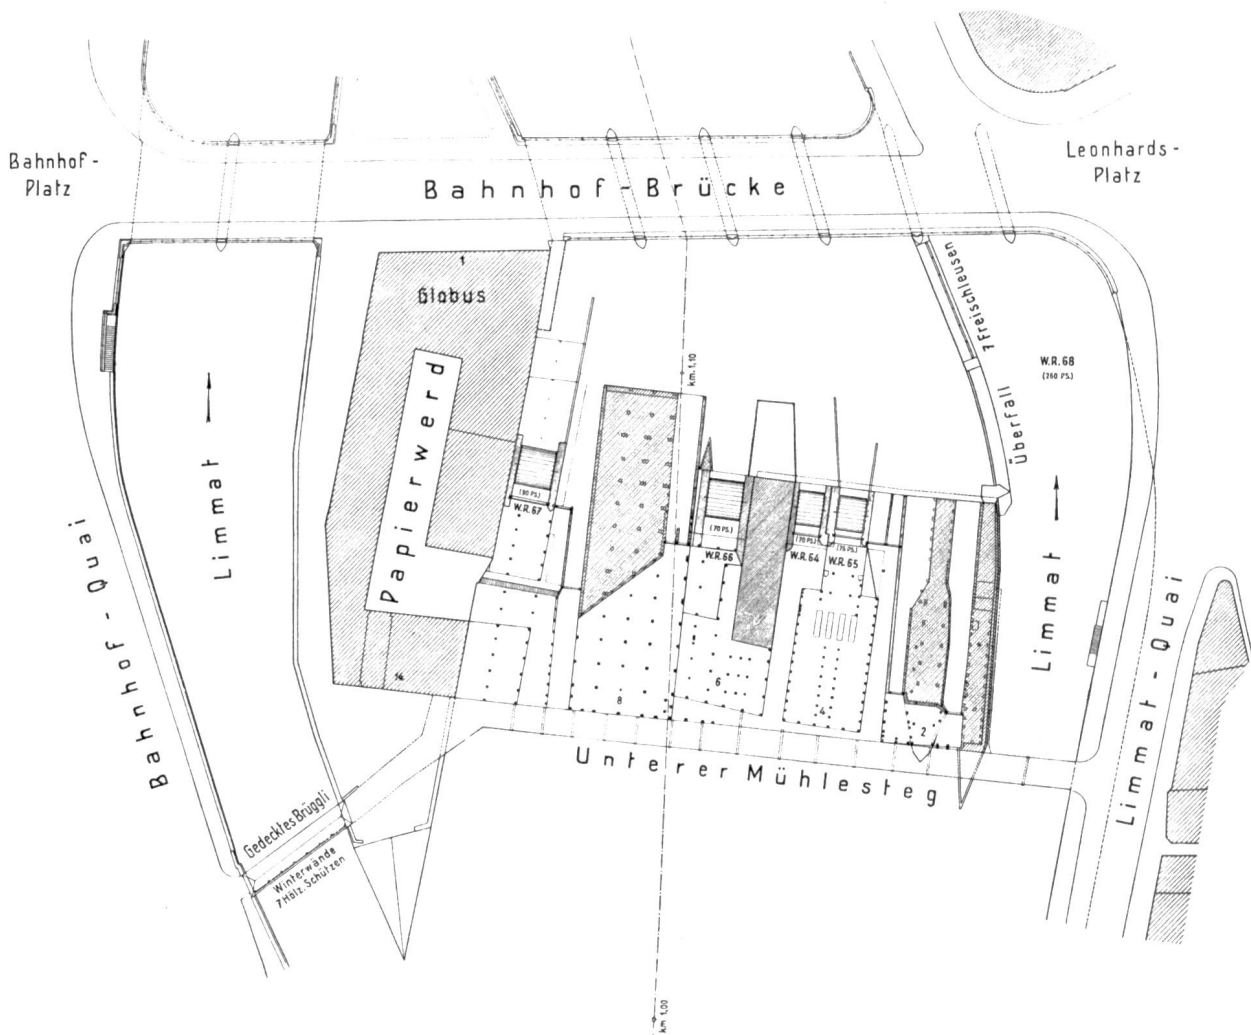 Bahnhof-
Platz
Leonhards-
Platz
Bahnhof-Brücke
1
Globus
7 Freischleusen
km. 1,10
W.R. 68
(260 PS.)
Überfall
Papierwerd
Limmat
(90 PS.)
W.R. 67
(70 PS.)
W.R. 66
(70 PS.)
W.R. 64
(75 PS.)
W.R. 65
Limmat
Bahnhof-Quai
Limmat-Quai
14
8
6
4
2
Unterer Mühlesteg
Gedecktes Brüggli
Winterwände
7 Hölz. Schützen
km 1,00